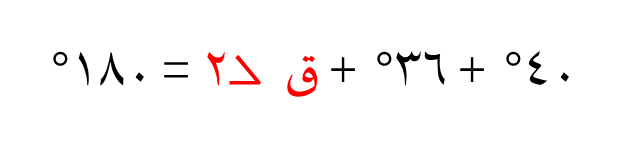 ٤٠° + ٣٦° + ق ∠٢ = ١٨٠°